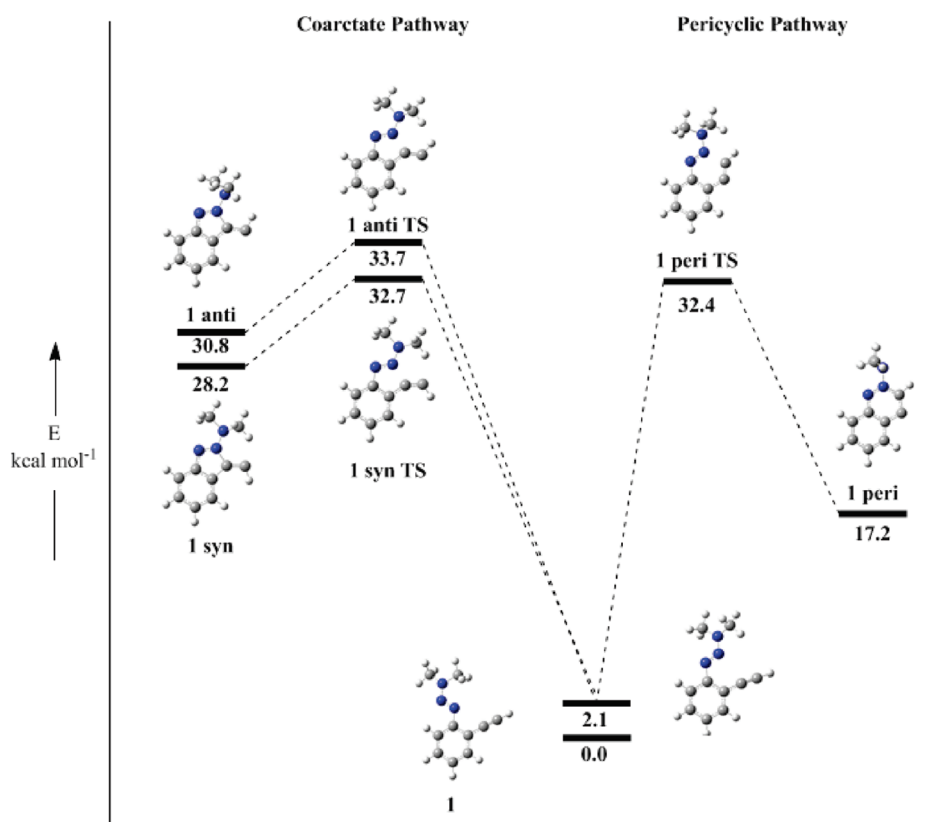 Coarctate Pathway
Pericyclic Pathway
1 anti TS
33.7
32.7
1 syn TS
1 anti
30.8
28.2
1 syn
E
kcal mol-1
1 peri TS
32.4
1 peri
17.2
2.1
0.0
1